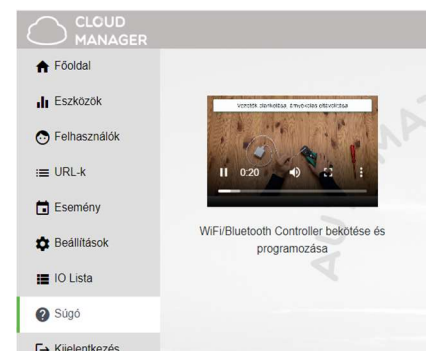 CLOUD
MANAGER
Főoldal
Eszközök
Felhasználók
URL-k
Esemény
Beállítások
IO Lista
Súgó
Kijelentkezés
0:20
WiFi/Bluetooth Controller bekötése és
programozása